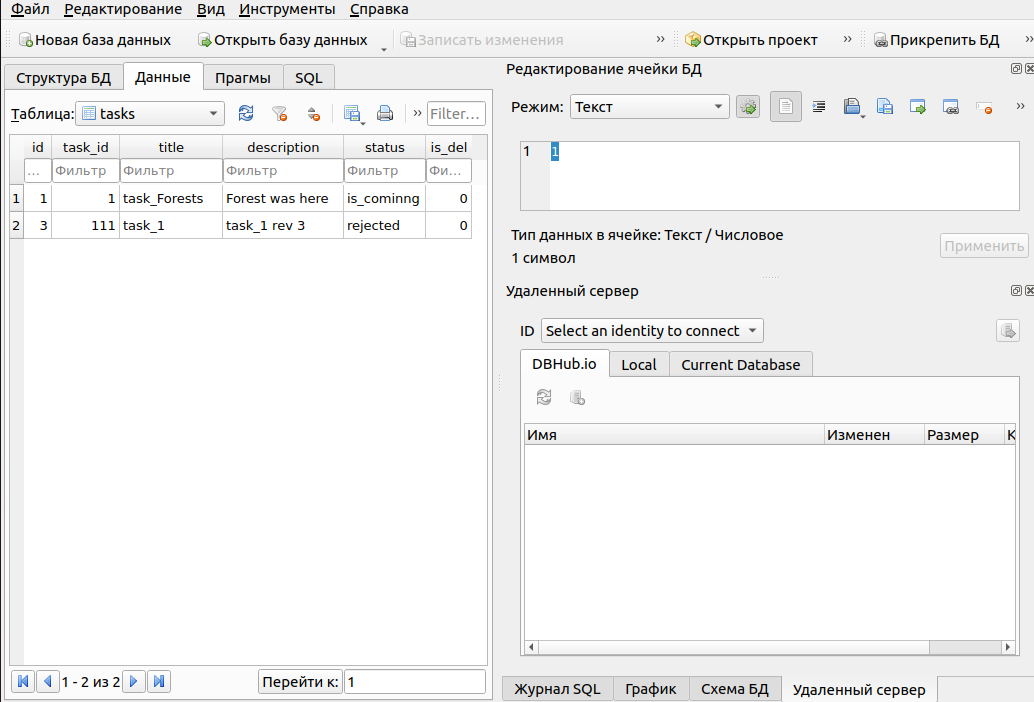 Файл Редактирование Вид Инструменты Справка
Новая база данных Открыть базу данных Записать изменения » Открыть проект » Прикрепить БД »
Структура БД Данные Прагмы SQL
Таблица: tasks » Filter...
id task_id title description status is_del
... Фильтр Фильтр Фильтр Фильтр Фи...
1 1 1 task_Forests Forest was here is_cominng 0
2 3 111 task_1 task_1 rev 3 rejected 0
1 - 2 из 2 Перейти к: 1
Редактирование ячейки БД
Режим: Текст »
1 1
Тип данных в ячейке: Текст / Числовое
1 символ
Применить
Удаленный сервер
ID Select an identity to connect
DBHub.io Local Current Database
Имя Изменен Размер К
Журнал SQL График Схема БД Удаленный сервер